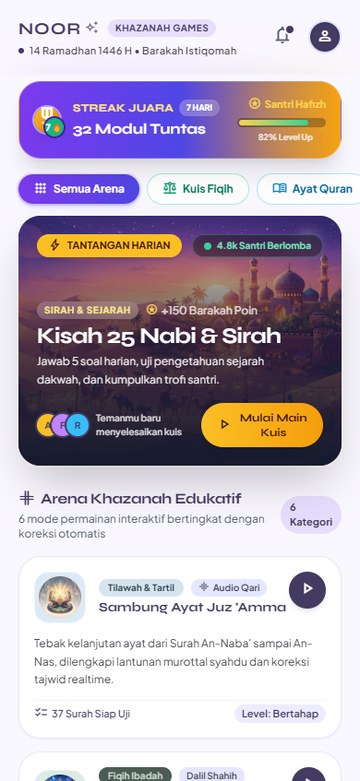 NOOR
KHAZANAH GAMES
14 Ramadhan 1446 H • Barakah Istiqomah
STREAK JUARA 7 HARI
32 Modul Tuntas
7
Santri Hafizh
82% Level Up
Semua Arena
Kuis Fiqih
Ayat Quran
TANTANGAN HARIAN
4.8k Santri Berlomba
SIRAH & SEJARAH
+150 Barakah Poin
Kisah 25 Nabi & Sirah
Jawab 5 soal harian, uji pengetahuan sejarah
dakwah, dan kumpulkan trofi santri.
A F R
Temanmu baru
menyelesaikan kuis
Mulai Main
Kuis
Arena Khazanah Edukatif
6 mode permainan interaktif bertingkat dengan
koreksi otomatis
6
Kategori
Tilawah & Tartil
Audio Qari
Sambung Ayat Juz 'Amma
Tebak kelanjutan ayat dari Surah An-Naba' sampai An-
Nas, dilengkapi lantunan murottal syahdu dan koreksi
tajwid realtime.
37 Surah Siap Uji
Level: Bertahap
Fiqih Ibadah
Dalil Shahih